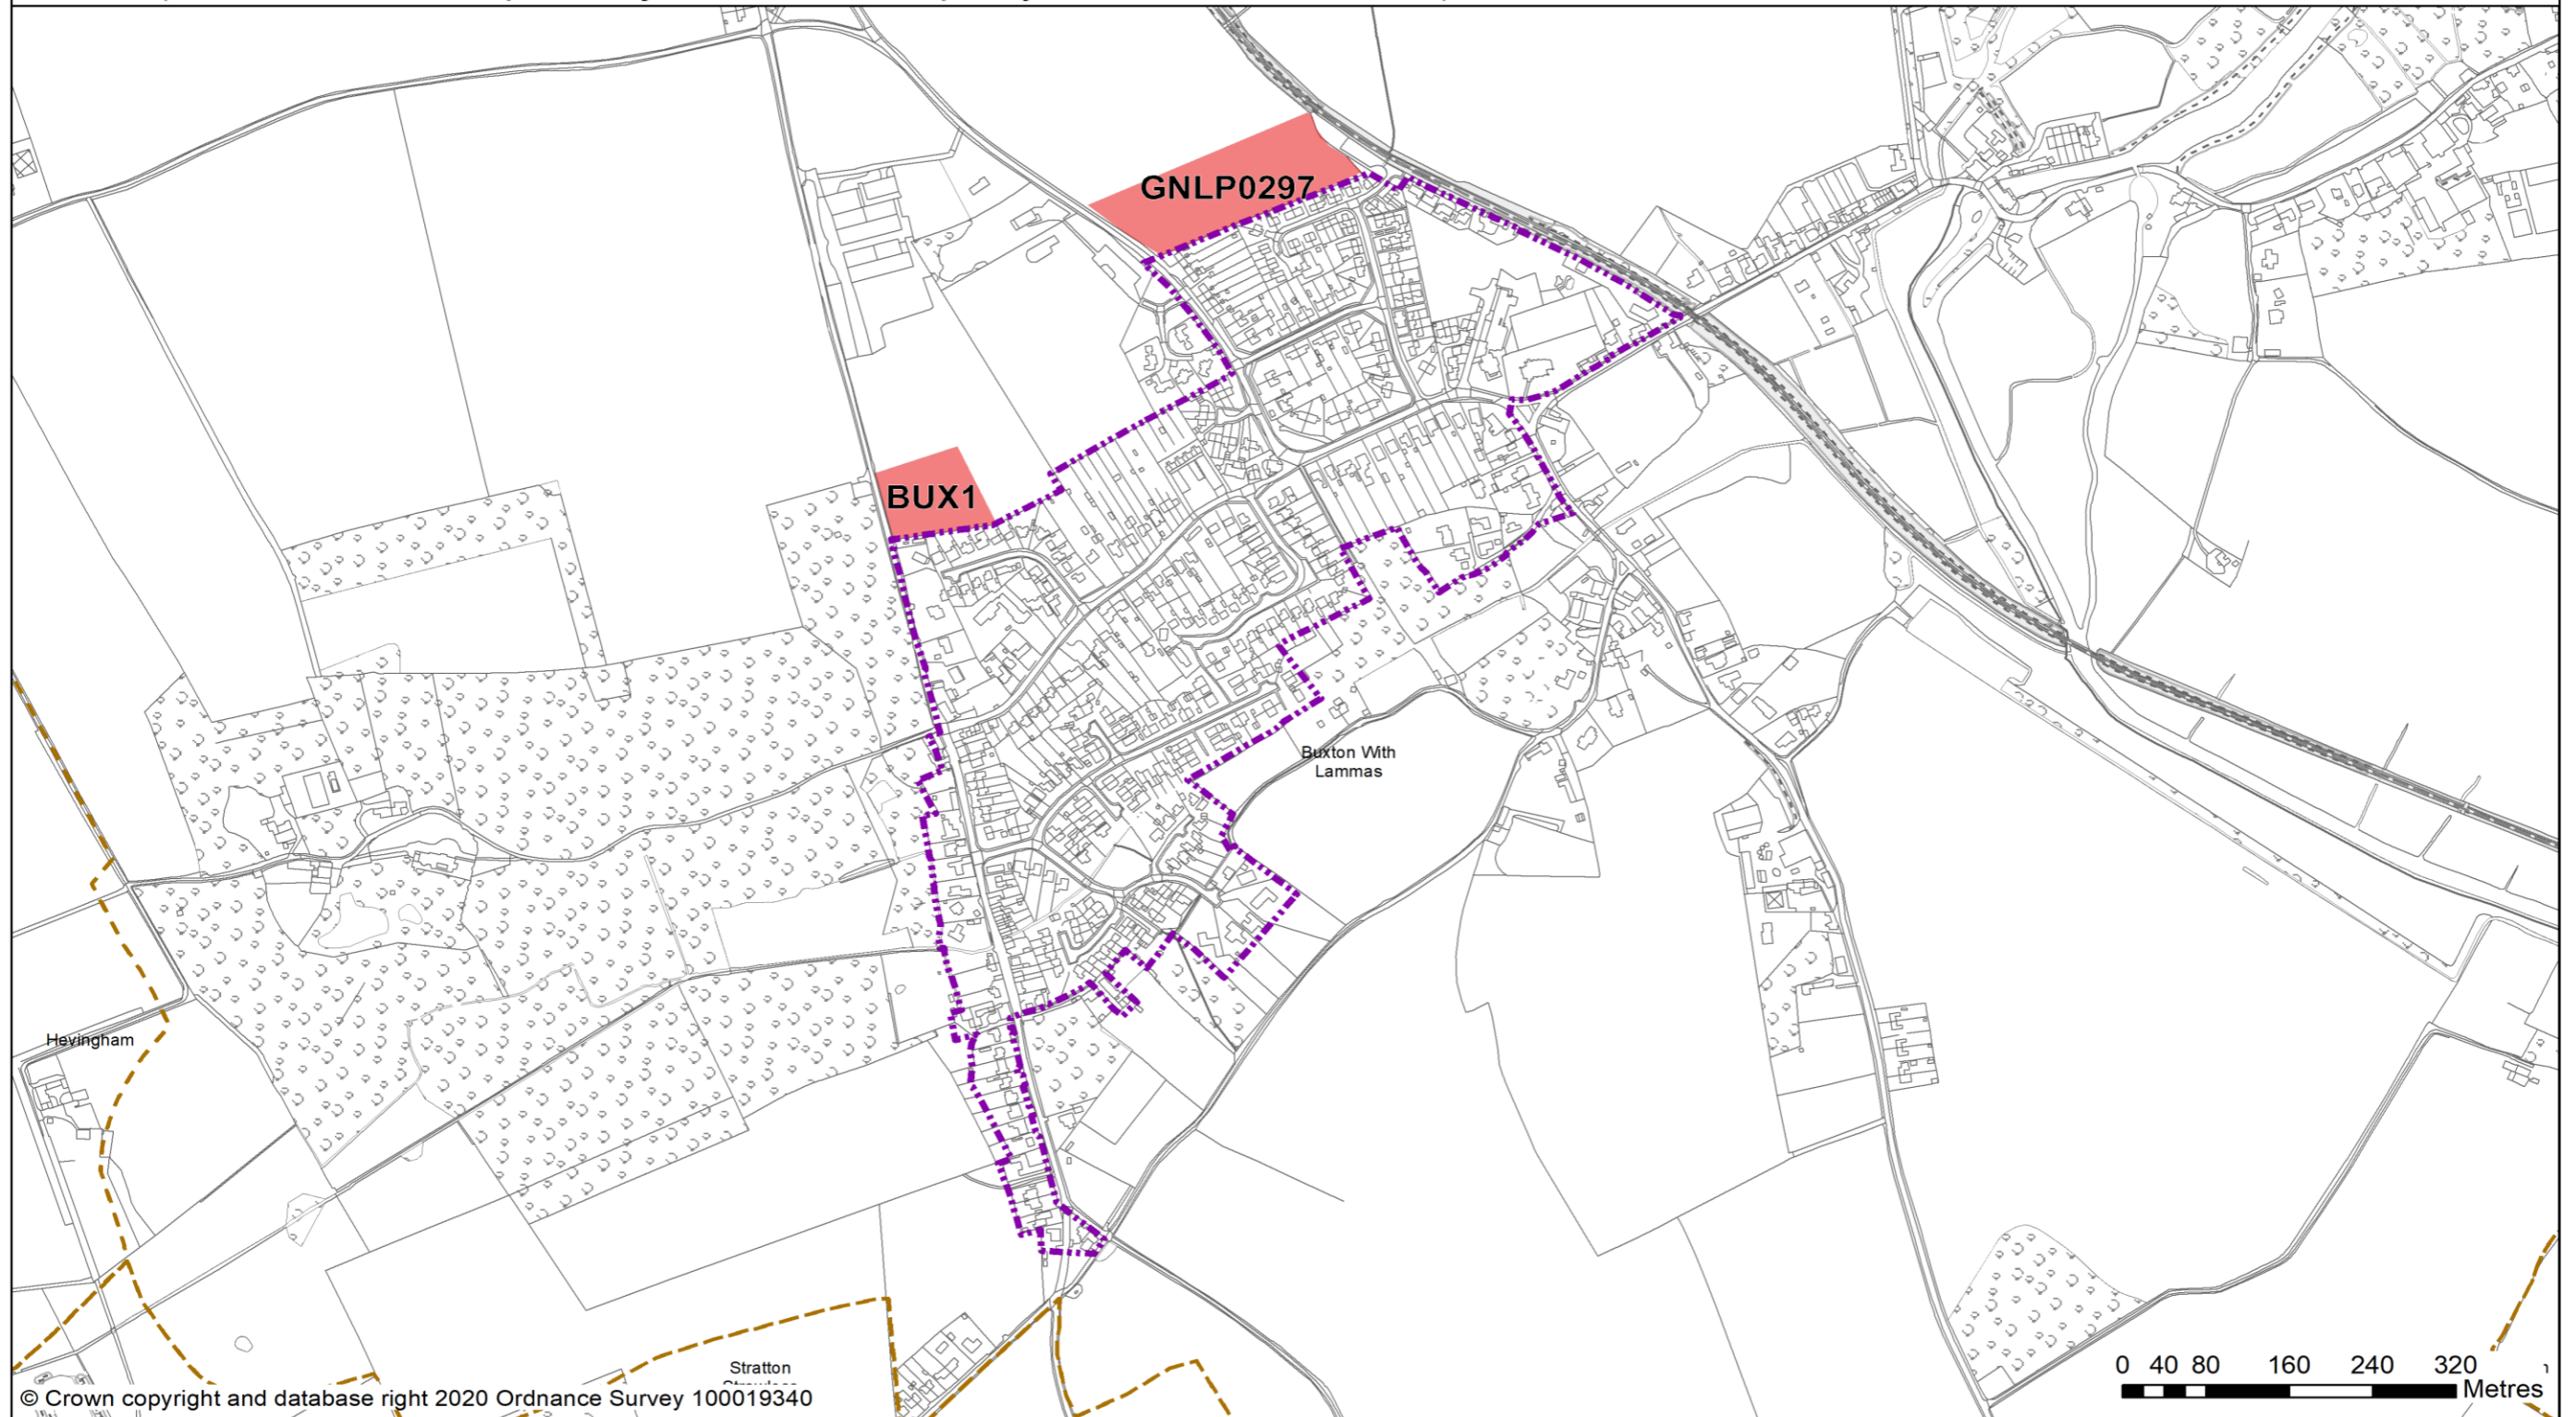 GNLP0297
BUX1
Buxton With
Lammas
Hevingham
Stratton
0 40 80 160 240 320
Metres
© Crown copyright and database right 2020 Ordnance Survey 100019340